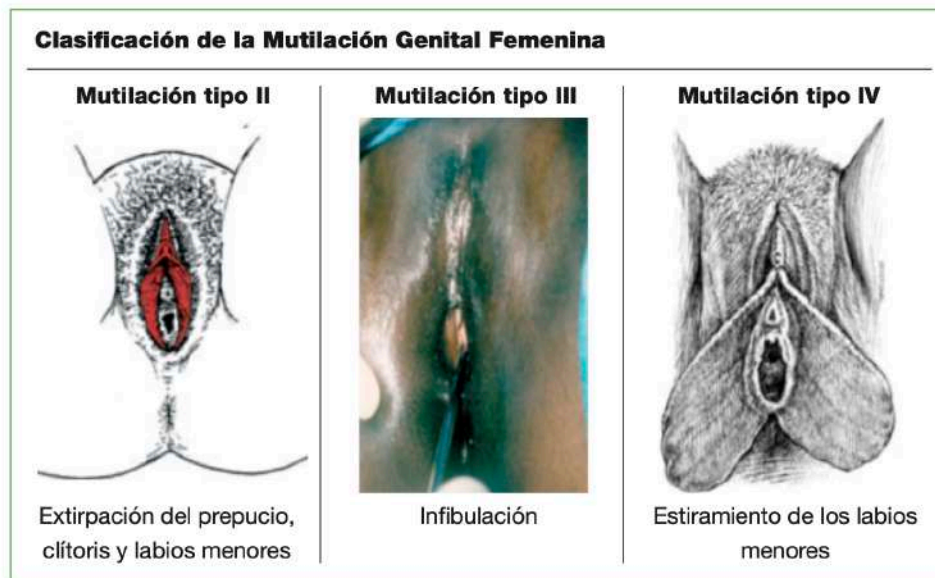 Clasificación de la Mutilación Genital Femenina
Mutilación tipo II
Mutilación tipo III
Mutilación tipo IV
Extirpación del prepucio,
clítoris y labios menores
Infibulación
Estiramiento de los labios
menores